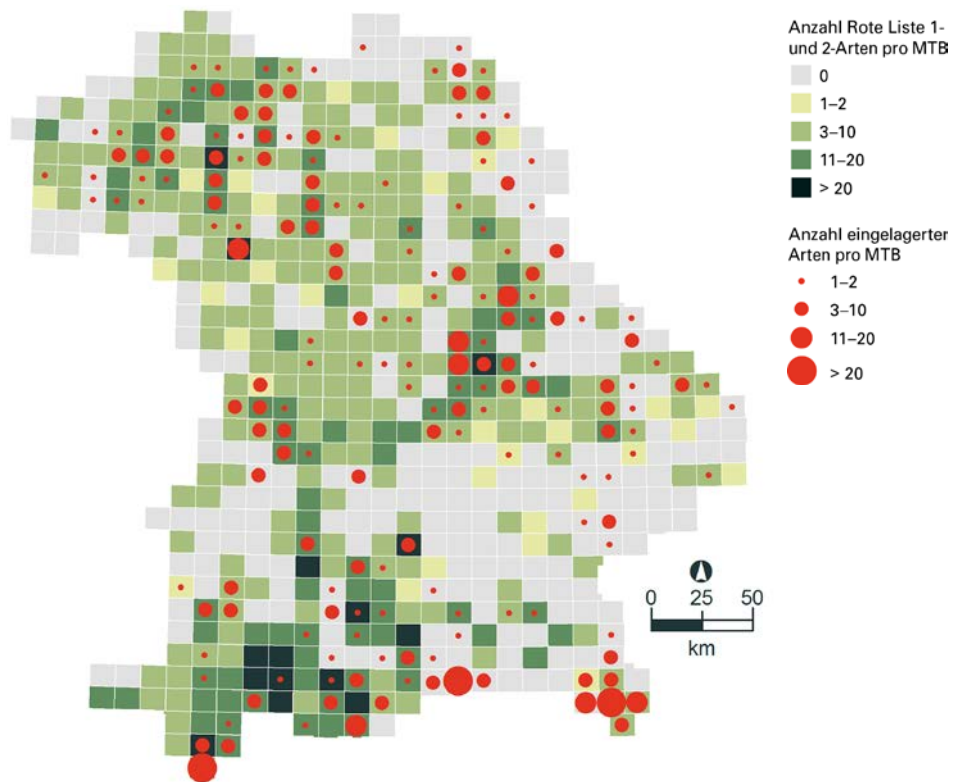 Anzahl Rote Liste 1-
und 2-Arten pro MTB
0
1–2
3–10
11–20
> 20
Anzahl eingelagerter
Arten pro MTB
1–2
3–10
11–20
> 20
0 25 50
km